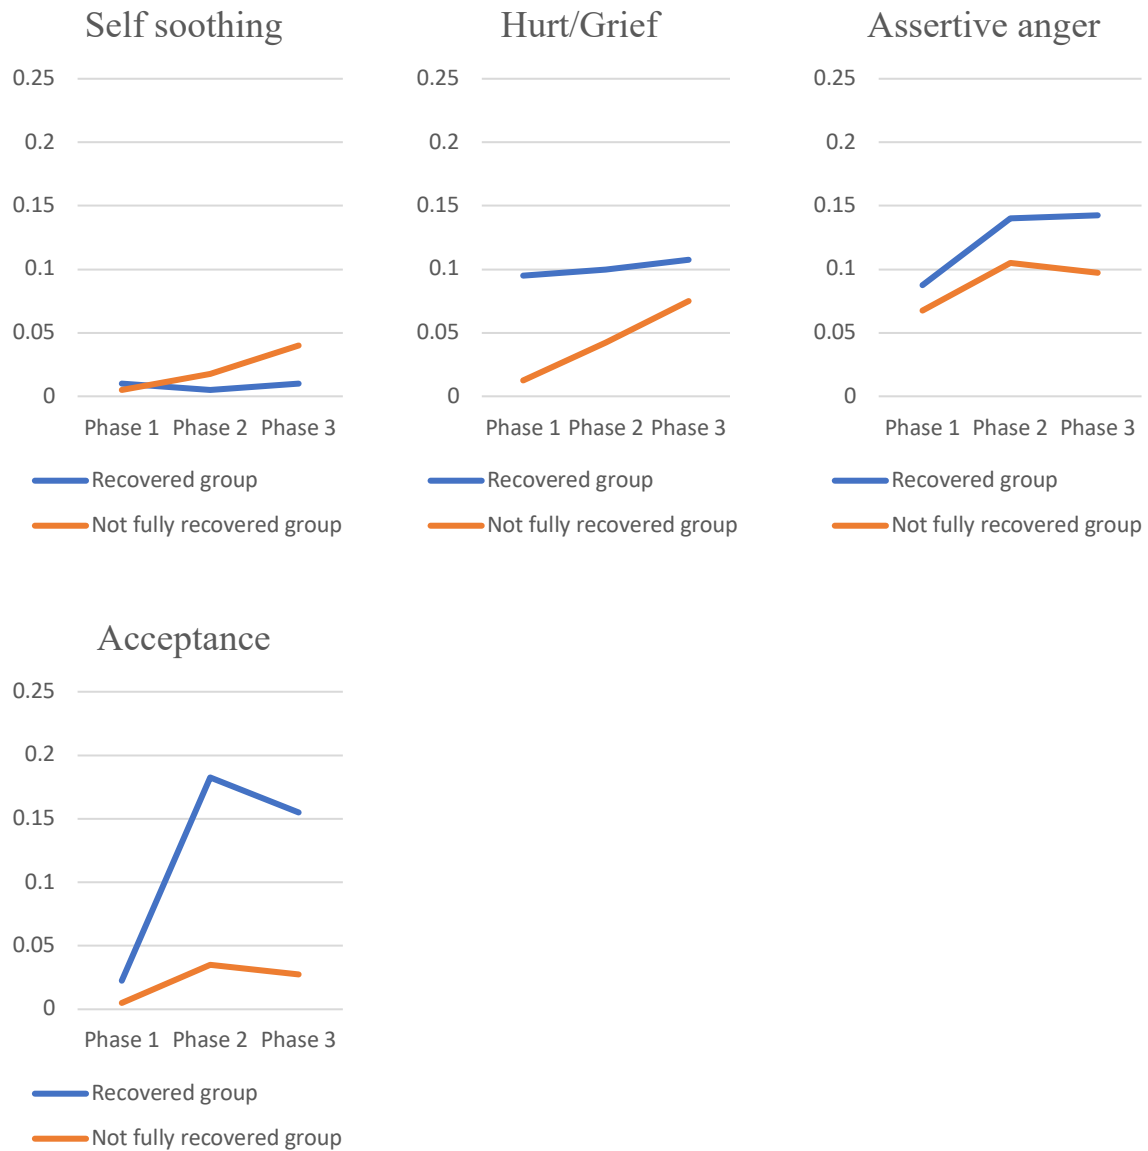 Self soothing
0.25
0.2
0.15
0.1
0.05
0
Phase 1 Phase 2 Phase 3
Recovered group
Not fully recovered group
Hurt/Grief
0.25
0.2
0.15
0.1
0.05
0
Phase 1 Phase 2 Phase 3
Recovered group
Not fully recovered group
Assertive anger
0.25
0.2
0.15
0.1
0.05
0
Phase 1 Phase 2 Phase 3
Recovered group
Not fully recovered group
Acceptance
0.25
0.2
0.15
0.1
0.05
0
Phase 1 Phase 2 Phase 3
Recovered group
Not fully recovered group